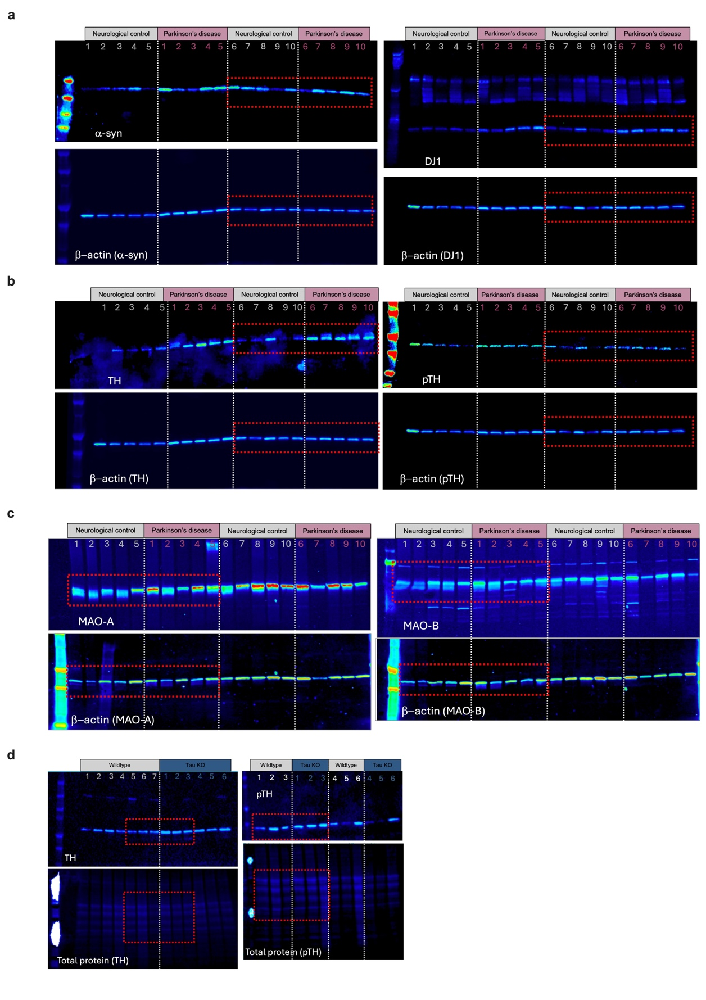 a
Neurological control Parkinson's disease Neurological control Parkinson's disease
1 2 3 4 5 1 2 3 4 5 6 7 8 9 10 6 7 8 9 10
α-syn
β–actin (α-syn)
Neurological control Parkinson's disease Neurological control Parkinson's disease
1 2 3 4 5 1 2 3 4 5 6 7 8 9 10 6 7 8 9 10
DJ1
β–actin (DJ1)
b
Neurological control Parkinson's disease Neurological control Parkinson's disease
1 2 3 4 5 1 2 3 4 5 6 7 8 9 10 6 7 8 9 10
TH
β–actin (TH)
Neurological control Parkinson's disease Neurological control Parkinson's disease
1 2 3 4 5 1 2 3 4 5 6 7 8 9 10 6 7 8 9 10
pTH
β–actin (pTH)
c
Neurological control Parkinson's disease Neurological control Parkinson's disease
1 2 3 4 5 1 2 3 4 5 6 7 8 9 10 6 7 8 9 10
MAO-A
β–actin (MAO-A)
Neurological control Parkinson's disease Neurological control Parkinson's disease
1 2 3 4 5 1 2 3 4 5 6 7 8 9 10 6 7 8 9 10
MAO-B
β–actin (MAO-B)
d
Wildtype Tau KO
1 2 3 4 5 6 7 1 2 3 4 5 6
TH
Total protein (TH)
Wildtype Tau KO Wildtype Tau KO
1 2 3 1 2 3 4 5 6 4 5 6
pTH
Total protein (pTH)